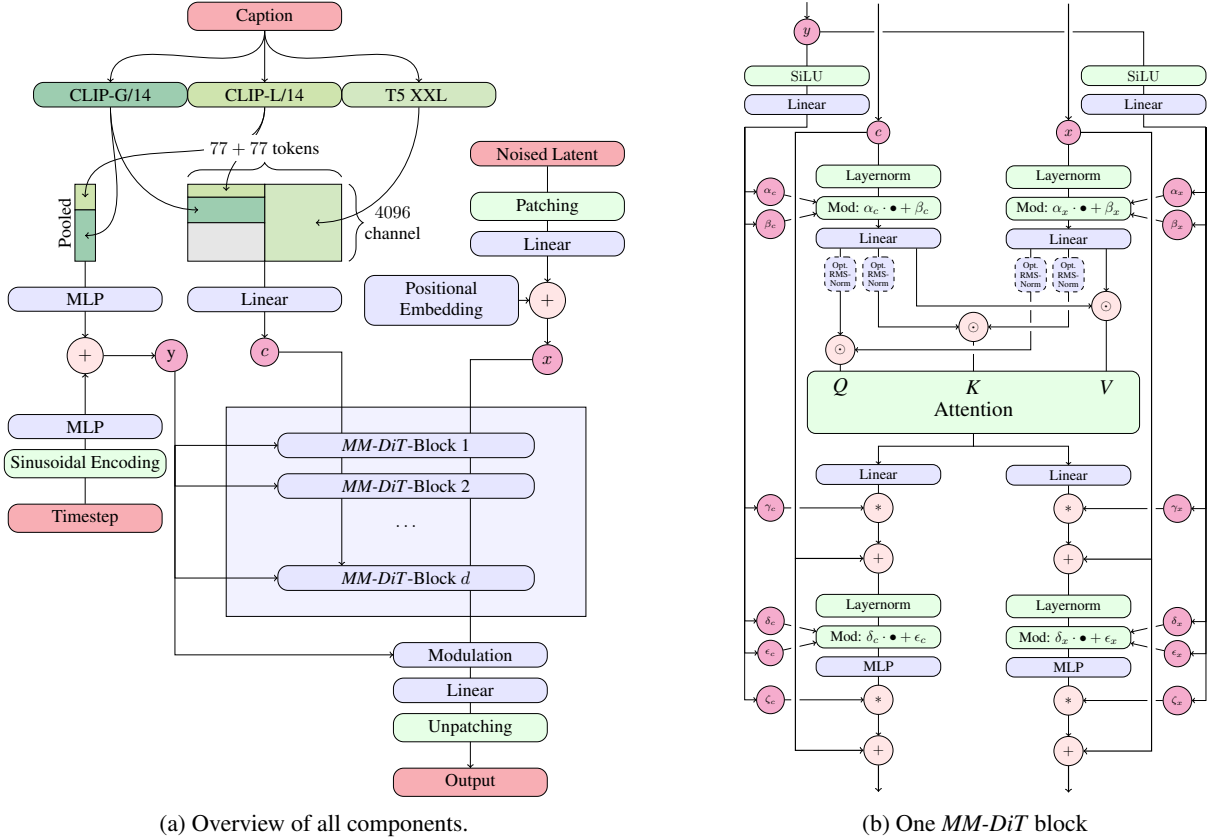 Caption
CLIP-G/14
CLIP-L/14
T5 XXL
77 + 77 tokens
Pooled
4096
channel
Noised Latent
Patching
Linear
Positional
Embedding
+
MLP
Linear
+
y
c
x
MLP
Sinusoidal Encoding
Timestep
MM-DiT-Block 1
MM-DiT-Block 2
. . .
MM-DiT-Block d
Modulation
Linear
Unpatching
Output
(a) Overview of all components.
y
SiLU
SiLU
Linear
Linear
c
x
Layernorm
Layernorm
α_c
Mod: α_c · • + β_c
β_c
Mod: α_x · • + β_x
α_x
β_x
Linear
Linear
Opt.
RMS-
Norm
Opt.
RMS-
Norm
Opt.
RMS-
Norm
Opt.
RMS-
Norm
⊙
⊙
⊙
Q
K
V
Attention
Linear
Linear
γ_c
*
*
γ_x
+
+
Layernorm
Layernorm
δ_c
Mod: δ_c · • + ϵ_c
ϵ_c
Mod: δ_x · • + ϵ_x
δ_x
ϵ_x
MLP
MLP
ζ_c
*
*
ζ_x
+
+
(b) One MM-DiT block